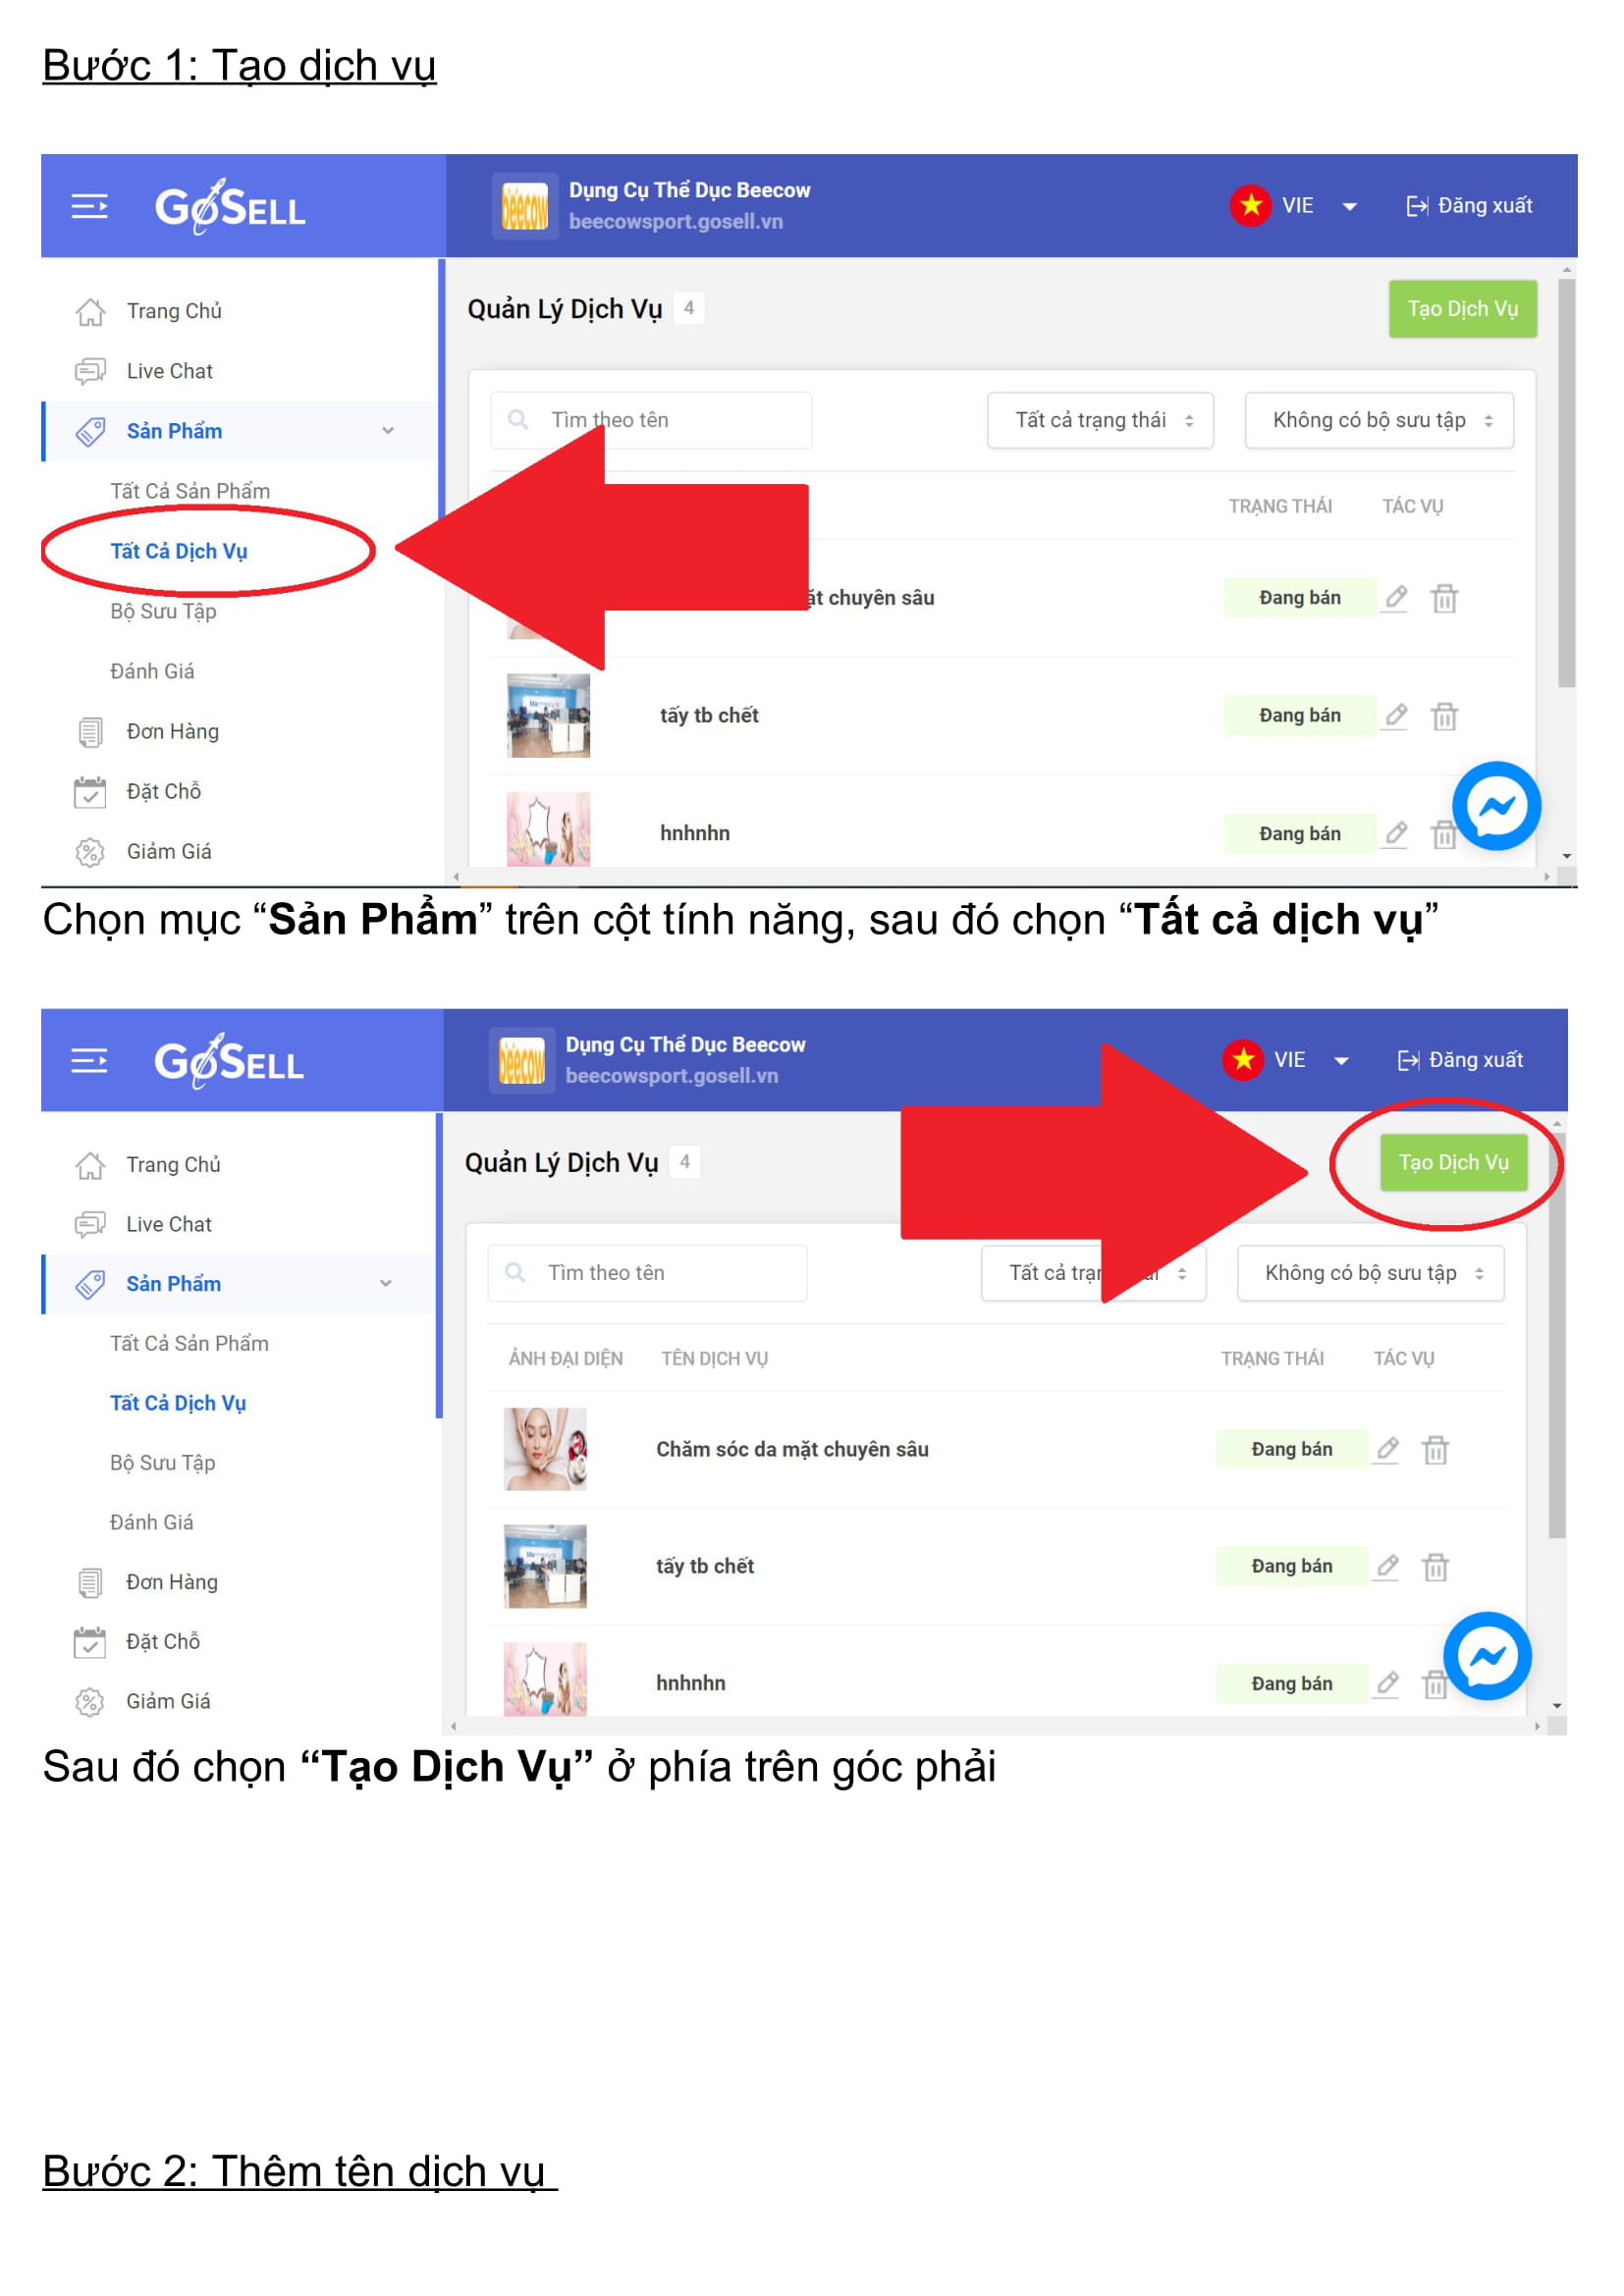 Bước 1: Tạo dịch vụ
GoSELL
Dụng Cụ Thể Dục Beecow
beecowsport.gosell.vn
VIE
Đăng xuất
Trang Chủ
Live Chat
Sản Phẩm
Tất Cả Sản Phẩm
Tất Cả Dịch Vụ
Bộ Sưu Tập
Đánh Giá
Đơn Hàng
Đặt Chỗ
Giảm Giá
Quản Lý Dịch Vụ 4
Tạo Dịch Vụ
Tìm theo tên
Tất cả trạng thái
Không có bộ sưu tập
TRẠNG THÁI TÁC VỤ
mặt chuyên sâu Đang bán
tấy tb chết Đang bán
hnhnhn Đang bán
Chọn mục “Sản Phẩm” trên cột tính năng, sau đó chọn “Tất cả dịch vụ”
GoSELL
beecow
Dụng Cụ Thể Dục Beecow
beecowsport.gosell.vn
VIE
Đăng xuất
Trang Chủ
Live Chat
Sản Phẩm
Tất Cả Sản Phẩm
Tất Cả Dịch Vụ
Bộ Sưu Tập
Đánh Giá
Đơn Hàng
Đặt Chỗ
Giảm Giá
Quản Lý Dịch Vụ 4
Tạo Dịch Vụ
Tìm theo tên
Tất cả
Không có bộ sưu tập
ẢNH ĐẠI DIỆN TÊN DỊCH VỤ TRẠNG THÁI TÁC VỤ
Chăm sóc da mặt chuyên sâu Đang bán
tấy tb chết Đang bán
hnhnhn Đang bán
Sau đó chọn “Tạo Dịch Vụ” ở phía trên góc phải
Bước 2: Thêm tên dịch vụ